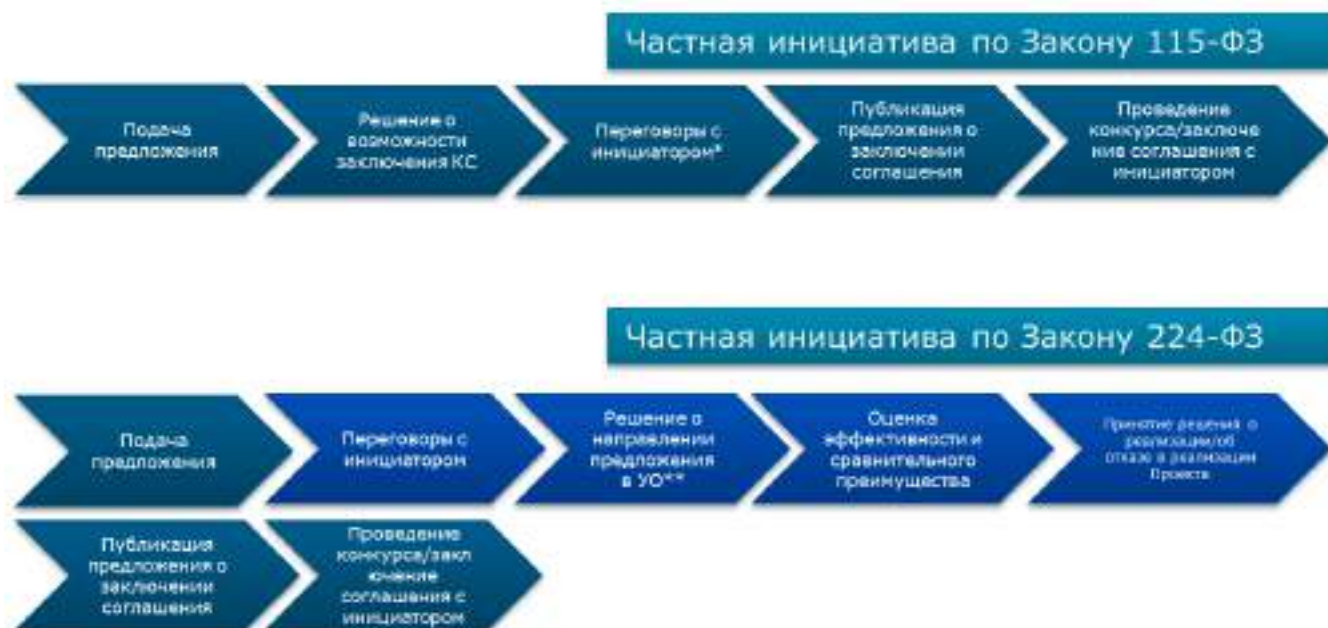 Частная инициатива по Закону 115-ФЗ
Подача
предложения
Решение о
возможности
заключения КС
Переговоры с
инициатором*
Публикация
предложения о
заключении
соглашения
Проведение
конкурса/заключе
ние соглашения с
инициатором
Частная инициатива по Закону 224-ФЗ
Подача
предложения
Переговоры с
инициатором
Решение о
направлении
предложения
в УО**
Оценка
эффективности и
сравнительного
преимущества
Принятие решения о
реализации/об
отказе в реализации
Проекта
Публикация
предложения о
заключении
соглашения
Проведение
конкурса/закл
ючение
соглашения с
инициатором